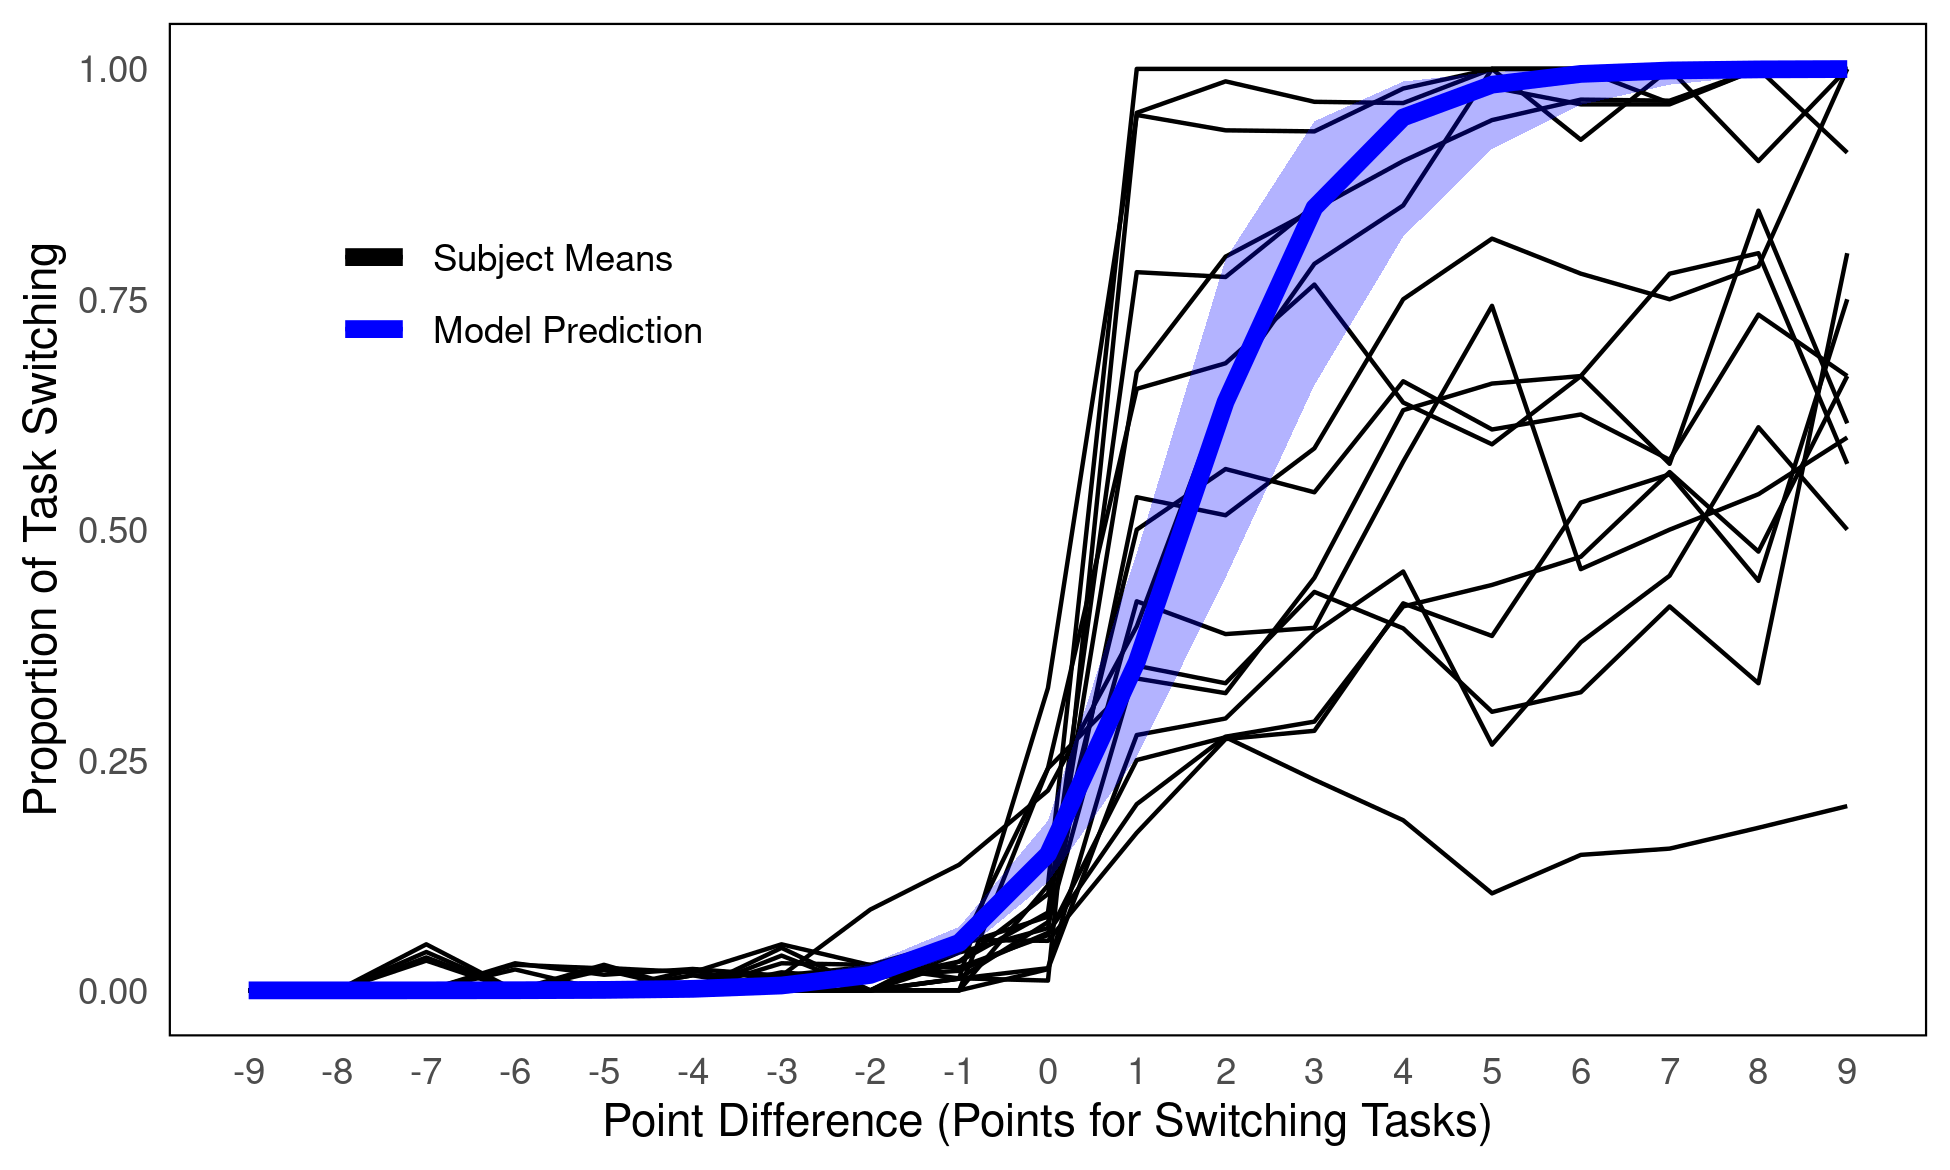 Proportion of Task Switching
1.00
0.75
0.50
0.25
0.00
Subject Means
Model Prediction
-9 -8 -7 -6 -5 -4 -3 -2 -1 0 1 2 3 4 5 6 7 8 9
Point Difference (Points for Switching Tasks)